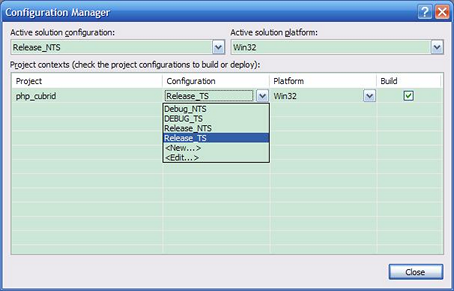 Configuration Manager
Active solution configuration: Active solution platform:
Release_NTS Win32
Project contexts (check the project configurations to build or deploy):
Project Configuration Platform Build
php_cubrid Release_TS Win32
Debug_NTS
DEBUG_TS
Release_NTS
Release_TS
<New...>
<Edit...>
Close